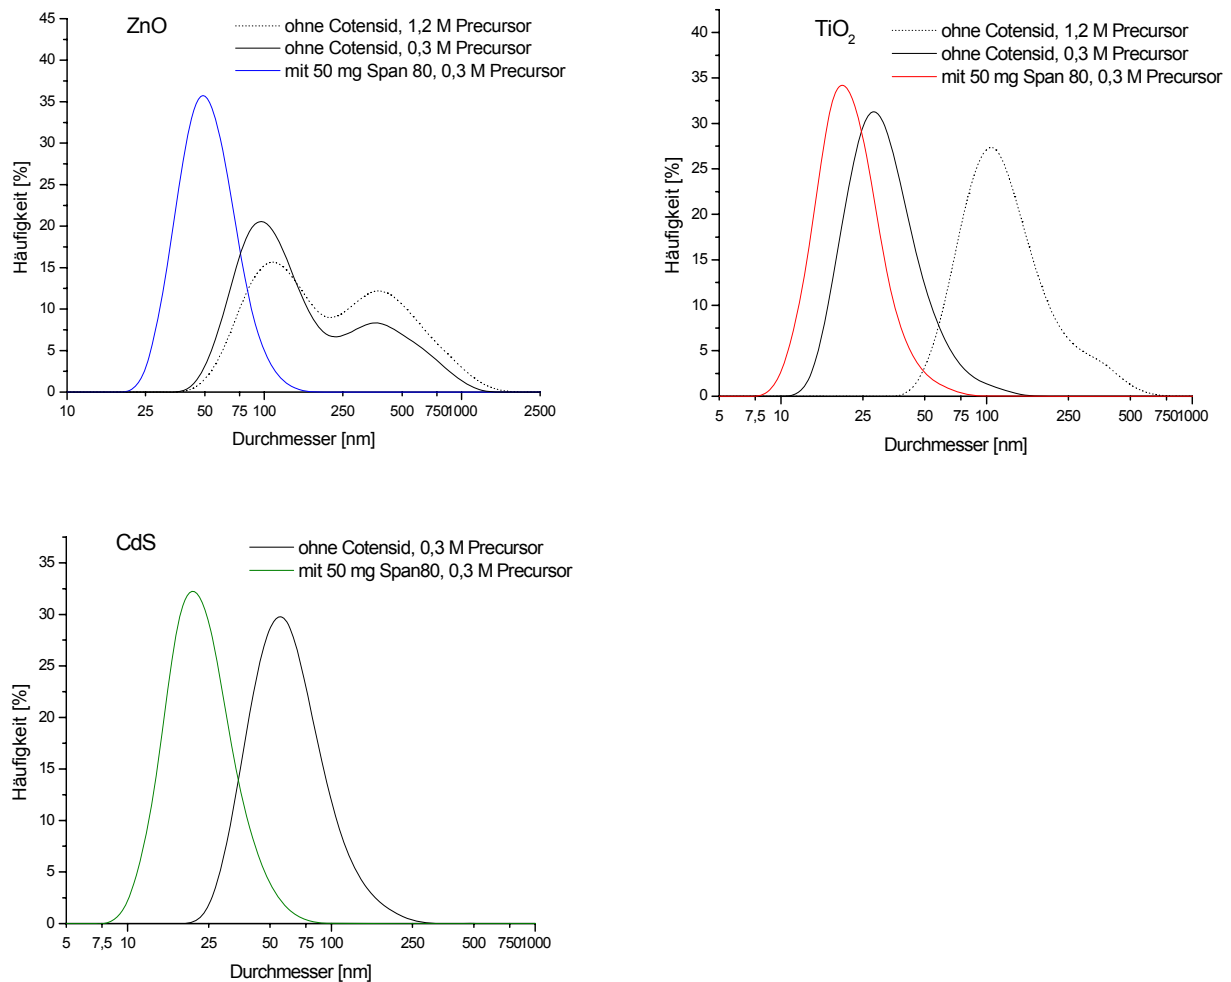 ZnO
ohne Cotensid, 1,2 M Precursor
ohne Cotensid, 0,3 M Precursor
mit 50 mg Span 80, 0,3 M Precursor
Häufigkeit [%]
45
40
35
30
25
20
15
10
5
0
10 25 50 75 100 250 500 750 1000 2500
Durchmesser [nm]
TiO2
ohne Cotensid, 1,2 M Precursor
ohne Cotensid, 0,3 M Precursor
mit 50 mg Span 80, 0,3 M Precursor
Häufigkeit [%]
40
35
30
25
20
15
10
5
0
5 7,5 10 25 50 75 100 250 500 750 1000
Durchmesser [nm]
CdS
ohne Cotensid, 0,3 M Precursor
mit 50 mg Span80, 0,3 M Precursor
Häufigkeit [%]
35
30
25
20
15
10
5
0
5 7,5 10 25 50 75 100 250 500 750 1000
Durchmesser [nm]